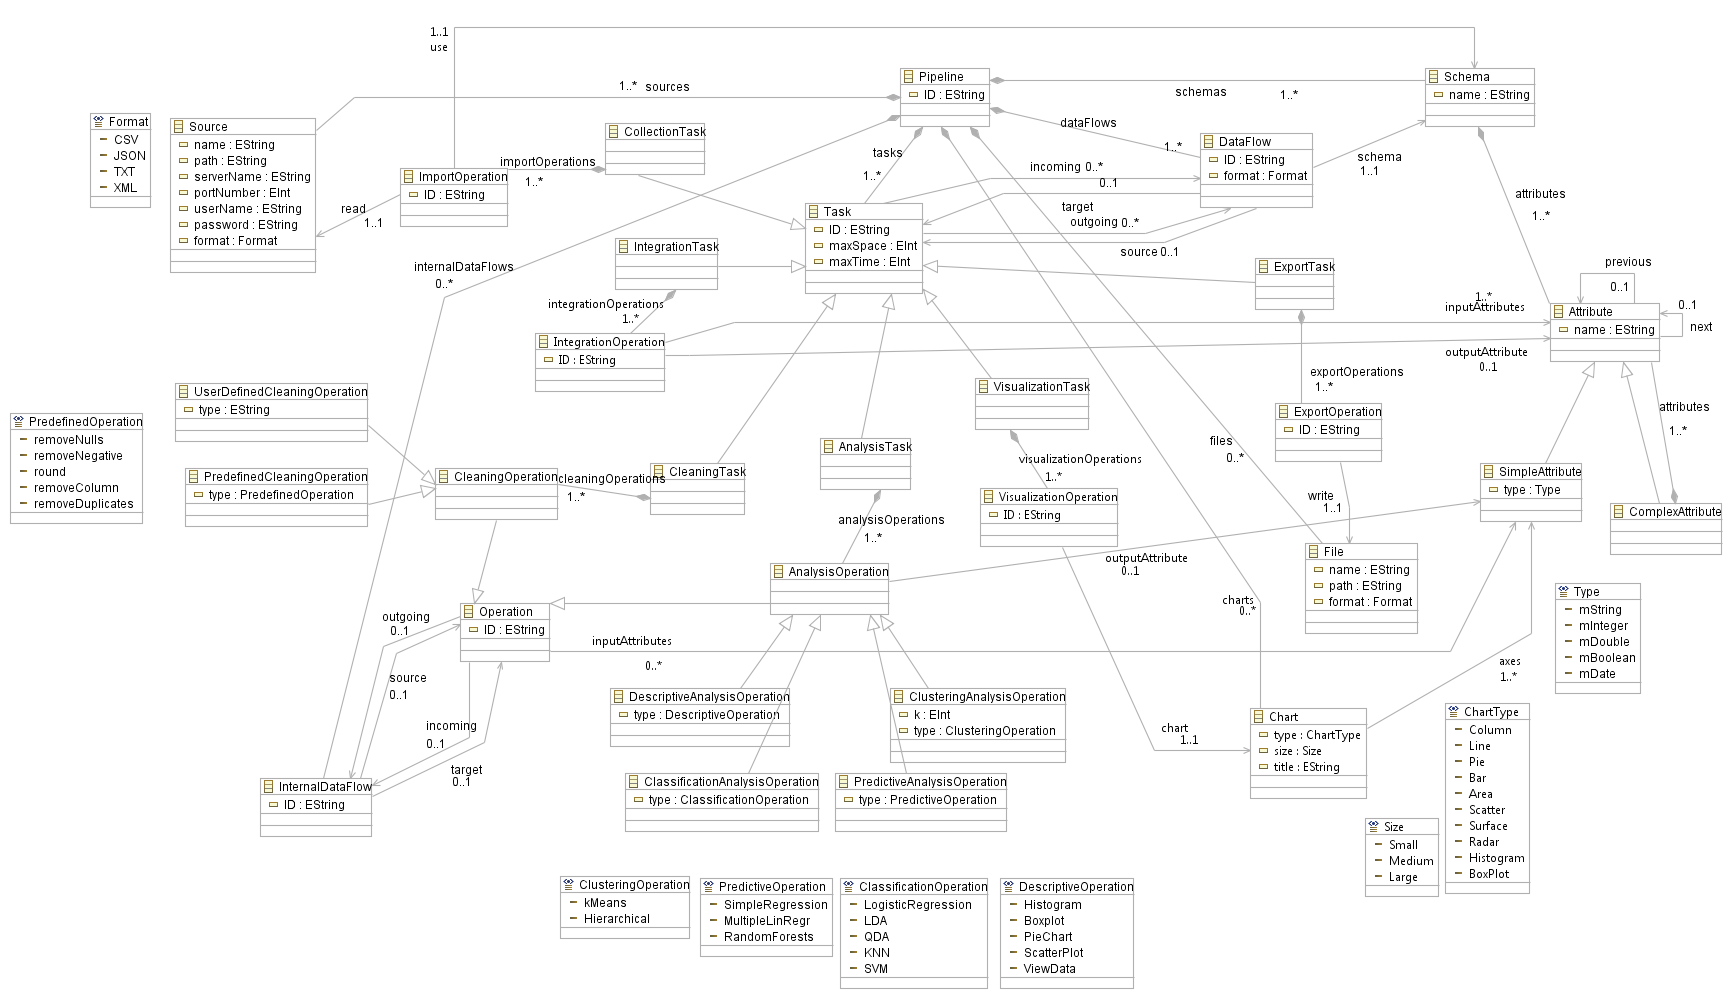 1..1
use
1..* sources
Pipeline
ID : EString
schemas
1..*
Schema
name : EString
Format
CSV
JSON
TXT
XML
Source
name : EString
path : EString
serverName : EString
portNumber : EInt
userName : EString
password : EString
format : Format
CollectionTask
importOperations
1..*
ImportOperation
ID : EString
read
1..1
dataFlows
1..*
DataFlow
ID : EString
format : Format
schema
1..1
tasks
1..*
incoming 0..*
0..1
target
outgoing 0..*
source 0..1
attributes
1..*
Task
ID : EString
maxSpace : EInt
maxTime : EInt
internalDataFlows
0..*
IntegrationTask
integrationOperations
1..*
IntegrationOperation
ID : EString
ExportTask
previous
0..1
1..*
inputAttributes
Attribute
name : EString
0..1
next
outputAttribute
0..1
exportOperations
1..*
ExportOperation
ID : EString
attributes
1..*
UserDefinedCleaningOperation
type : EString
PredefinedOperation
removeNulls
removeNegative
round
removeColumn
removeDuplicates
PredefinedCleaningOperation
type : PredefinedOperation
CleaningOperation
cleaningOperations
1..*
CleaningTask
AnalysisTask
VisualizationTask
visualizationOperations
1..*
VisualizationOperation
ID : EString
files
0..*
write
1..1
SimpleAttribute
type : Type
ComplexAttribute
analysisOperations
1..*
AnalysisOperation
outputAttribute
0..1
File
name : EString
path : EString
format : Format
Type
mString
mInteger
mDouble
mBoolean
mDate
charts
0..*
Operation
ID : EString
outgoing
0..1
inputAttributes
0..*
source
0..1
incoming
0..1
target
0..1
axes
1..*
DescriptiveAnalysisOperation
type : DescriptiveOperation
ClusteringAnalysisOperation
k : EInt
type : ClusteringOperation
chart
1..1
Chart
type : ChartType
size : Size
title : EString
ChartType
Column
Line
Pie
Bar
Area
Scatter
Surface
Radar
Histogram
BoxPlot
InternalDataFlow
ID : EString
ClassificationAnalysisOperation
type : ClassificationOperation
PredictiveAnalysisOperation
type : PredictiveOperation
Size
Small
Medium
Large
ClusteringOperation
kMeans
Hierarchical
PredictiveOperation
SimpleRegression
MultipleLinRegr
RandomForests
ClassificationOperation
LogisticRegression
LDA
QDA
KNN
SVM
DescriptiveOperation
Histogram
Boxplot
PieChart
ScatterPlot
ViewData